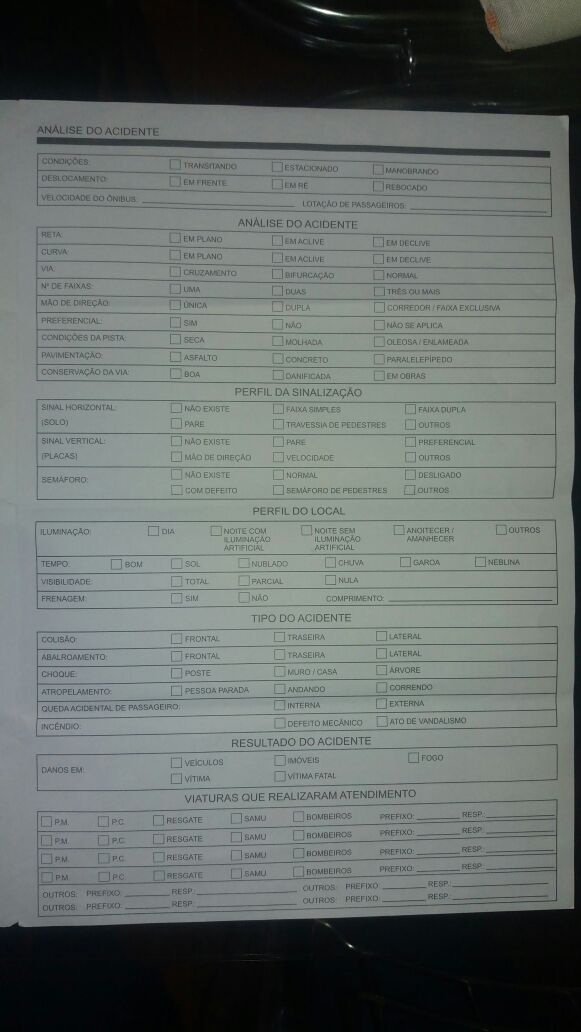 ANÁLISE DO ACIDENTE
CONDIÇÕES: TRANSITANDO ESTACIONADO MANOBRANDO
DESLOCAMENTO: EM FRENTE EM RÉ REBOCADO
VELOCIDADE DO ÔNIBUS: LOTAÇÃO DE PASSAGEIROS:
ANÁLISE DO ACIDENTE
RETA: EM PLANO EM ACLIVE EM DECLIVE
CURVA: EM PLANO EM ACLIVE EM DECLIVE
VIA: CRUZAMENTO BIFURCAÇÃO NORMAL
Nº DE FAIXAS: UMA DUAS TRÊS OU MAIS
MÃO DE DIREÇÃO: ÚNICA DUPLA CORREDOR / FAIXA EXCLUSIVA
PREFERENCIAL: SIM NÃO NÃO SE APLICA
CONDIÇÕES DA PISTA: SECA MOLHADA OLEOSA / ENLAMEADA
PAVIMENTAÇÃO: ASFALTO CONCRETO PARALELEPÍPEDO
CONSERVAÇÃO DA VIA: BOA DANIFICADA EM OBRAS
PERFIL DA SINALIZAÇÃO
SINAL HORIZONTAL: NÃO EXISTE FAIXA SIMPLES FAIXA DUPLA
(SOLO) PARE TRAVESSIA DE PEDESTRES OUTROS
SINAL VERTICAL: NÃO EXISTE PARE PREFERENCIAL
(PLACAS) MÃO DE DIREÇÃO VELOCIDADE OUTROS
SEMÁFORO: NÃO EXISTE NORMAL DESLIGADO
COM DEFEITO SEMÁFORO DE PEDESTRES OUTROS
PERFIL DO LOCAL
ILUMINAÇÃO: DIA NOITE COM NOITE SEM ANOITECER / OUTROS
ILUMINAÇÃO ILUMINAÇÃO AMANHECER
ARTIFICIAL ARTIFICIAL
TEMPO: BOM SOL NUBLADO CHUVA GAROA NEBLINA
VISIBILIDADE: TOTAL PARCIAL NULA
FRENAGEM: SIM NÃO COMPRIMENTO:
TIPO DO ACIDENTE
COLISÃO: FRONTAL TRASEIRA LATERAL
ABALROAMENTO: FRONTAL TRASEIRA LATERAL
CHOQUE: POSTE MURO / CASA ÁRVORE
ATROPELAMENTO: PESSOA PARADA ANDANDO CORRENDO
QUEDA ACIDENTAL DE PASSAGEIRO: INTERNA EXTERNA
INCÊNDIO: DEFEITO MECÂNICO ATO DE VANDALISMO
RESULTADO DO ACIDENTE
DANOS EM: VEÍCULOS IMÓVEIS FOGO
VÍTIMA VÍTIMA FATAL
VIATURAS QUE REALIZARAM ATENDIMENTO
P.M. P.C. RESGATE SAMU BOMBEIROS PREFIXO: RESP.:
P.M. P.C. RESGATE SAMU BOMBEIROS PREFIXO: RESP.:
P.M. P.C. RESGATE SAMU BOMBEIROS PREFIXO: RESP.:
P.M. P.C. RESGATE SAMU BOMBEIROS PREFIXO: RESP.:
OUTROS: PREFIXO: RESP.: OUTROS: PREFIXO: RESP.:
OUTROS: PREFIXO: RESP.: OUTROS: PREFIXO: RESP.: